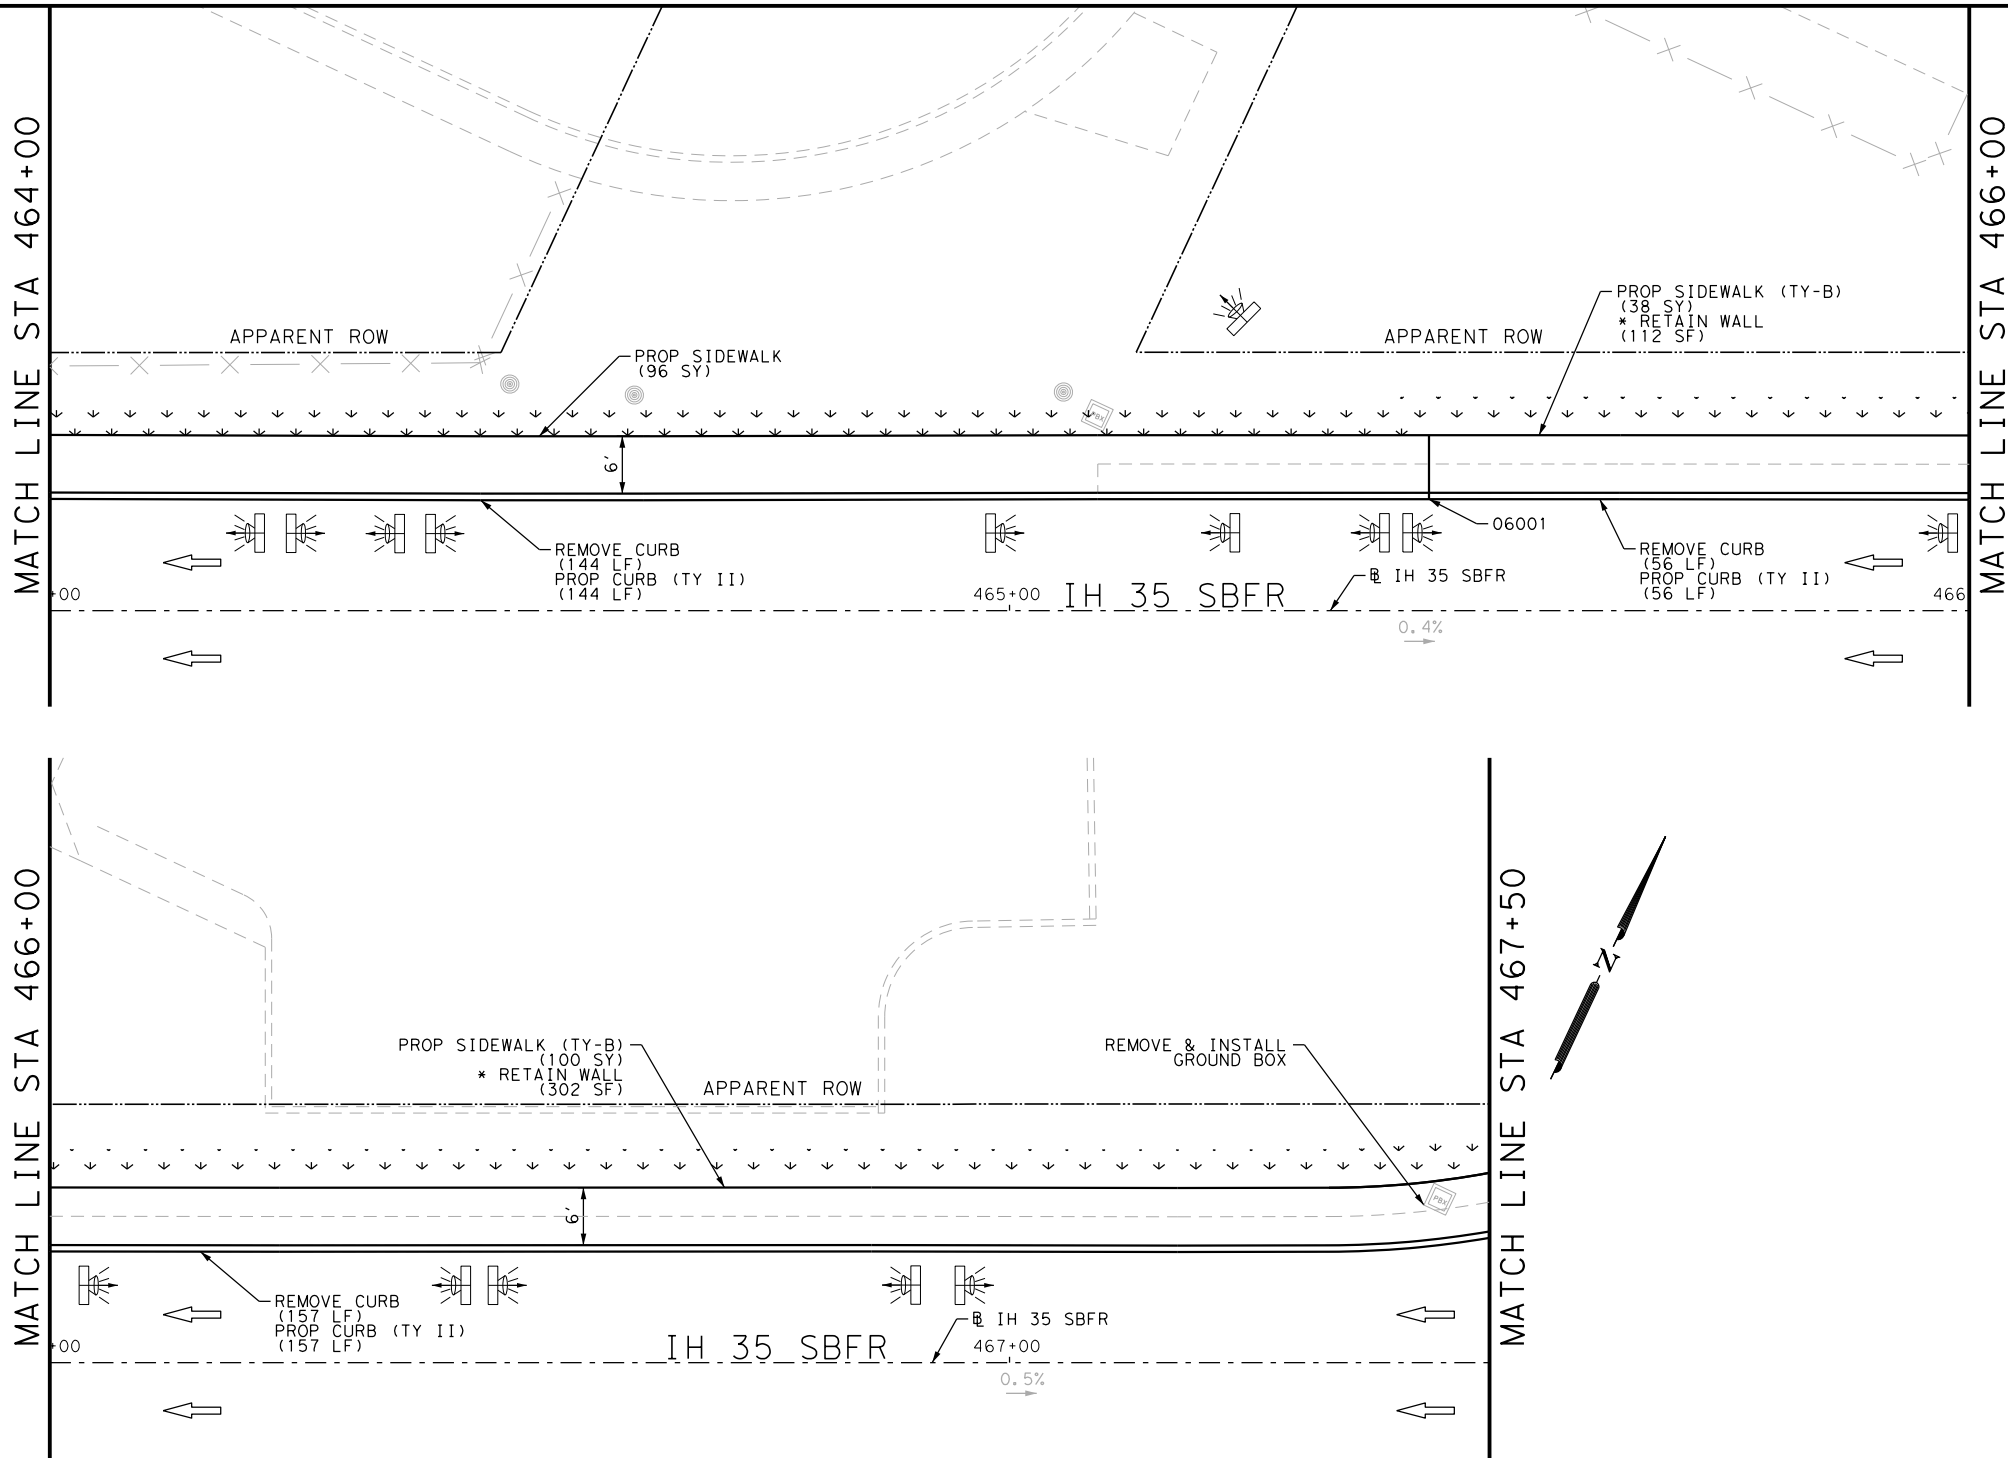 MATCH LINE STA 464+00
APPARENT ROW
PROP SIDEWALK
(96 SY)
PROP SIDEWALK (TY-B)
(38 SY)
* RETAIN WALL
(112 SF)
APPARENT ROW
MATCH LINE STA 466+00
PBX
6'
06001
REMOVE CURB
(144 LF)
PROP CURB (TY II)
(144 LF)
REMOVE CURB
(56 LF)
PROP CURB (TY II)
(56 LF)
+00
465+00
IH 35 SBFR
BL IH 35 SBFR
466
0.4%
MATCH LINE STA 466+00
PROP SIDEWALK (TY-B)
(100 SY)
* RETAIN WALL
(302 SF)
APPARENT ROW
REMOVE & INSTALL
GROUND BOX
MATCH LINE STA 467+50
N
PBX
6'
REMOVE CURB
(157 LF)
PROP CURB (TY II)
(157 LF)
+00
IH 35 SBFR
BL IH 35 SBFR
467+00
0.5%